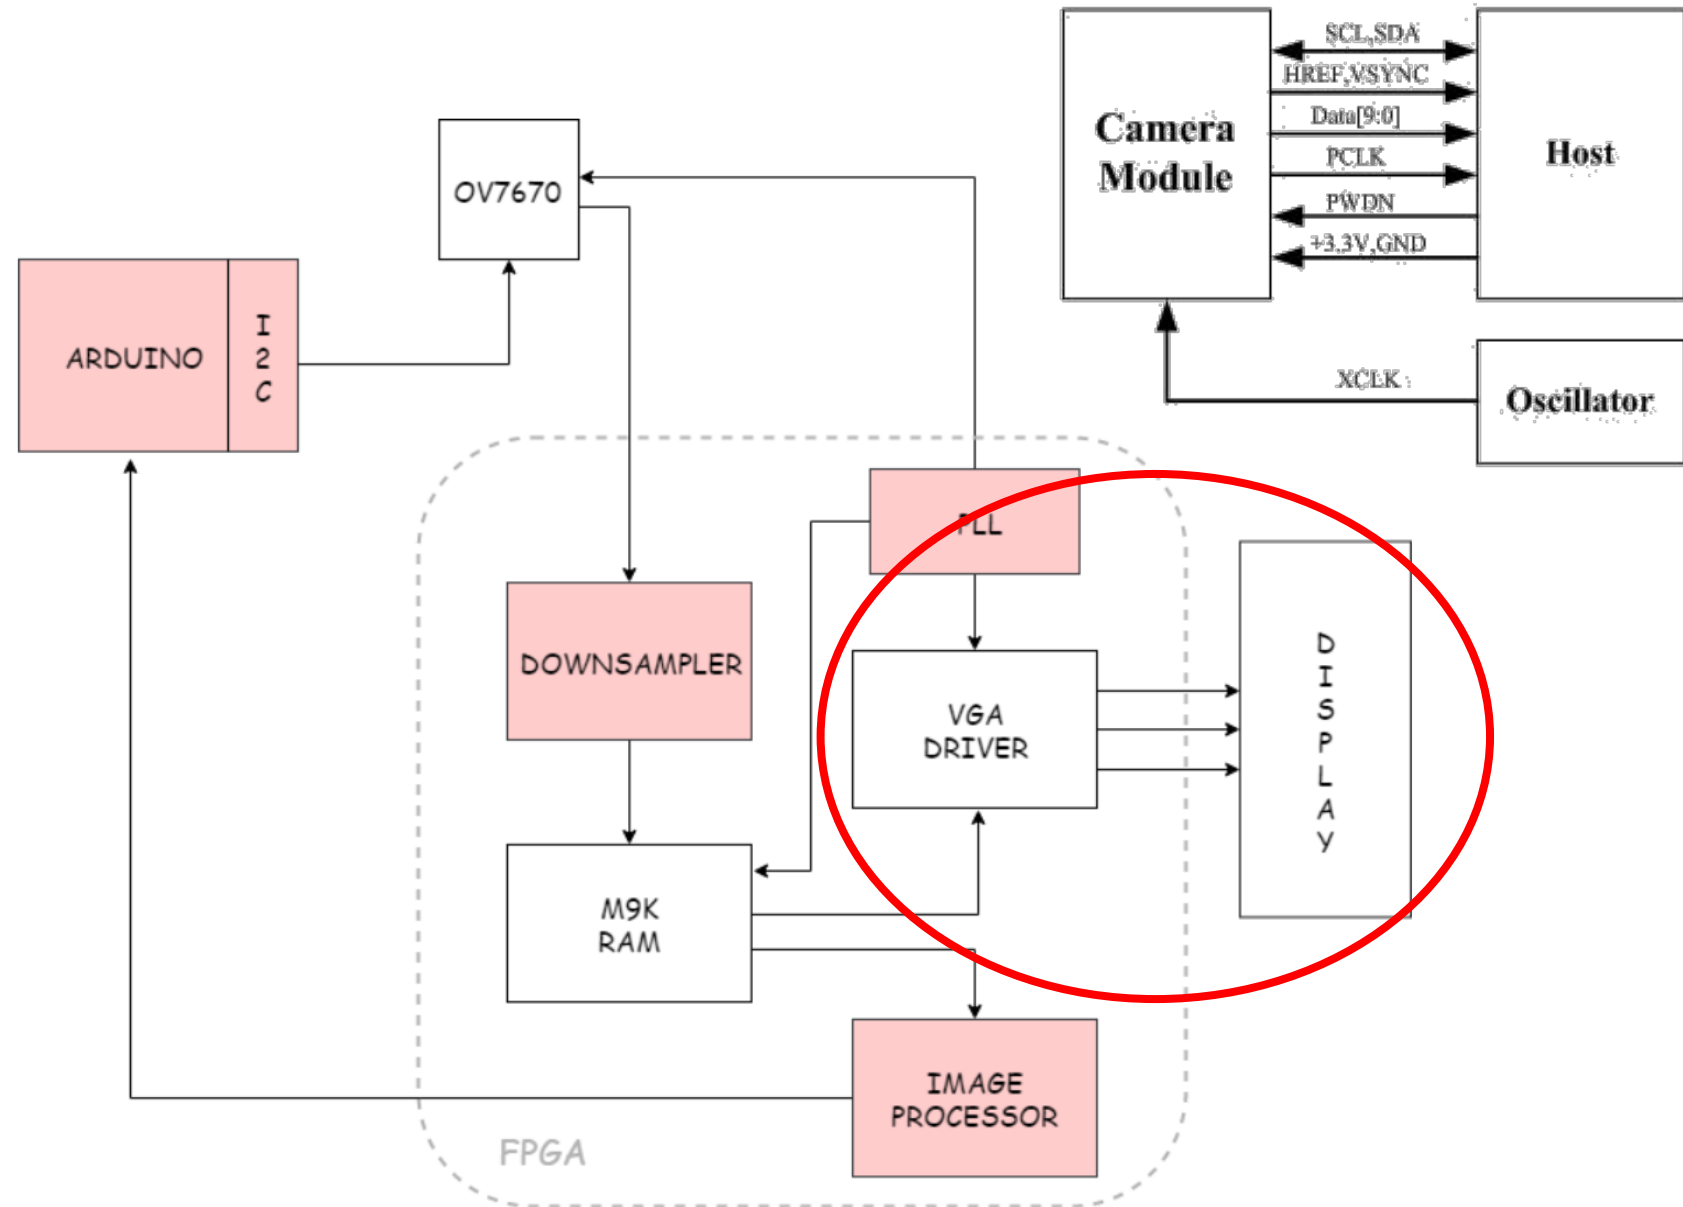 SCL,SDA
HREF,VSYNC
Data[9:0]
PCLK
PWDN
+3.3V,GND
Camera
Module
Host
XCLK
Oscillator
OV7670
ARDUINO
I
2
C
PLL
DOWNSAMPLER
VGA
DRIVER
D
I
S
P
L
A
Y
M9K
RAM
IMAGE
PROCESSOR
FPGA